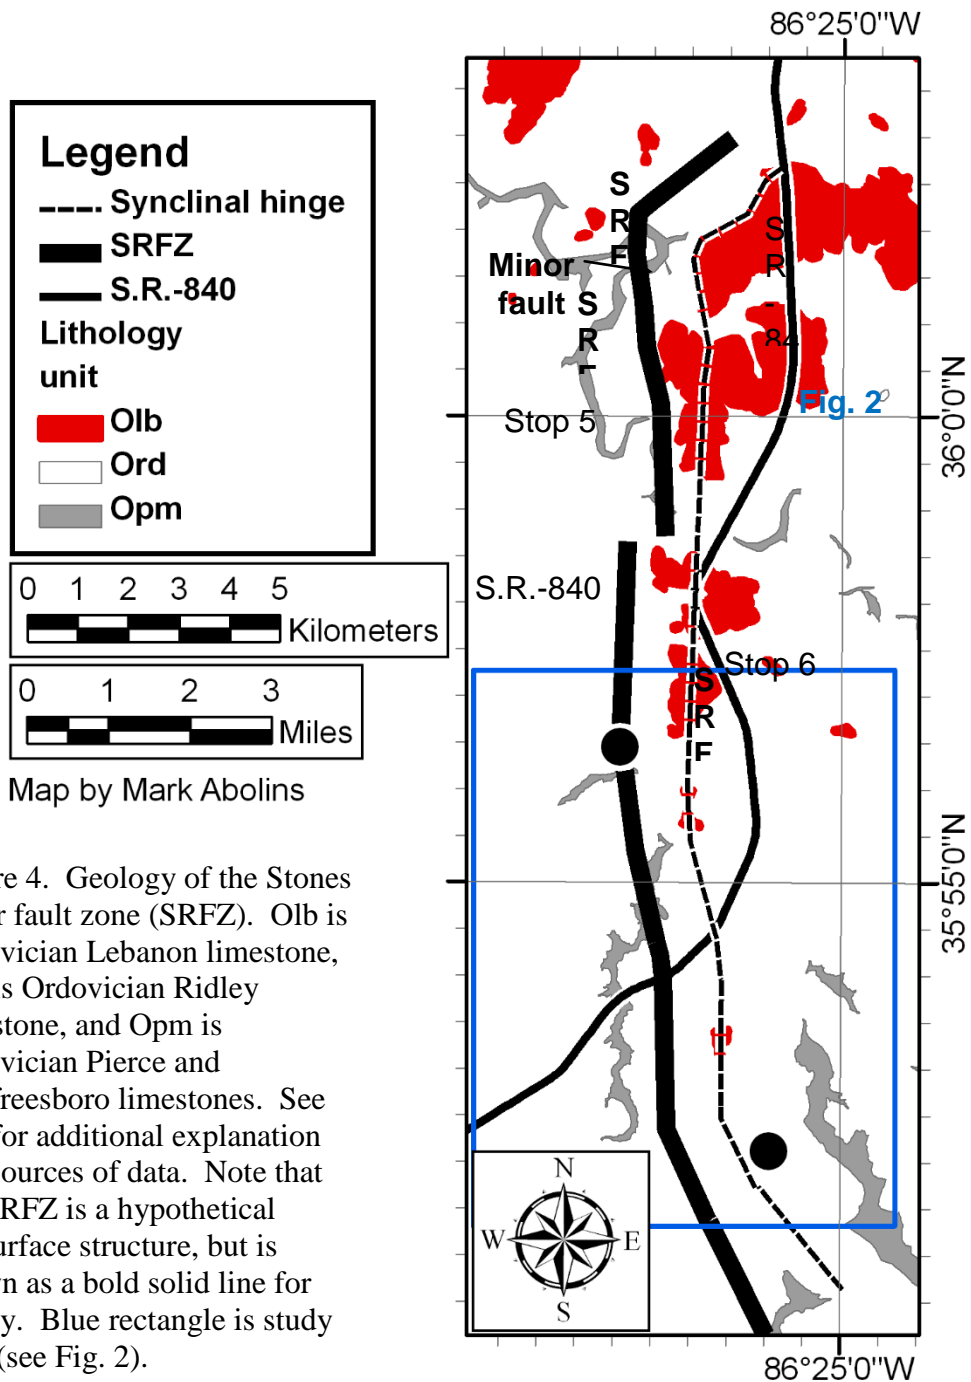 86°25'0"W
Legend
Synclinal hinge
SRFZ
S.R.-840
Lithology
unit
Olb
Ord
Opm
0 1 2 3 4 5
Kilometers
0 1 2 3
Miles
Map by Mark Abolins
re 4. Geology of the Stones
r fault zone (SRFZ). Olb is
vician Lebanon limestone,
s Ordovician Ridley
stone, and Opm is
vician Pierce and
freesboro limestones. See
for additional explanation
ources of data. Note that
RFZ is a hypothetical
urface structure, but is
n as a bold solid line for
y. Blue rectangle is study
(see Fig. 2).
S
R
F
Minor
fault
S
R
F
S
R
-
84
Fig. 2
Stop 5
36°0'0"N
S.R.-840
Stop 6
S
R
F
35°55'0"N
N
W E
S
86°25'0"W